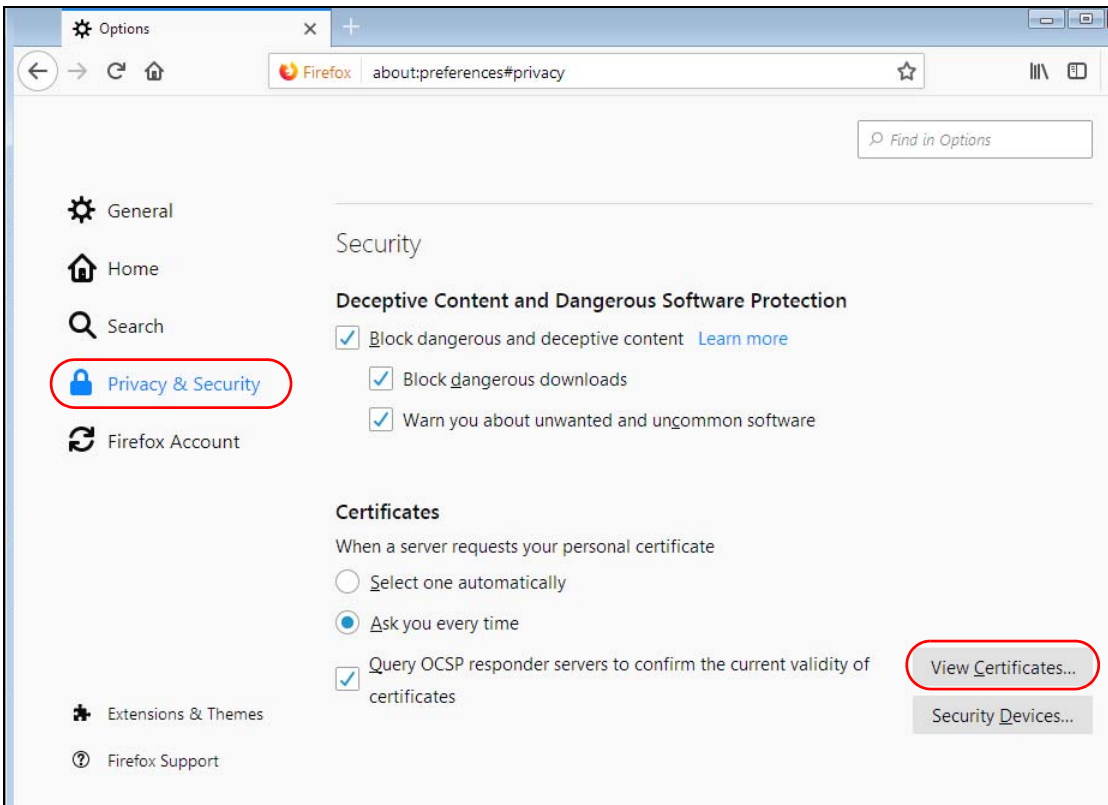 Options
Firefox about:preferences#privacy
Find in Options
General
Home
Search
Privacy & Security
Firefox Account
Extensions & Themes
Firefox Support
Security
Deceptive Content and Dangerous Software Protection
Block dangerous and deceptive content Learn more
Block dangerous downloads
Warn you about unwanted and uncommon software
Certificates
When a server requests your personal certificate
Select one automatically
Ask you every time
Query OCSP responder servers to confirm the current validity of
certificates
View Certificates...
Security Devices...